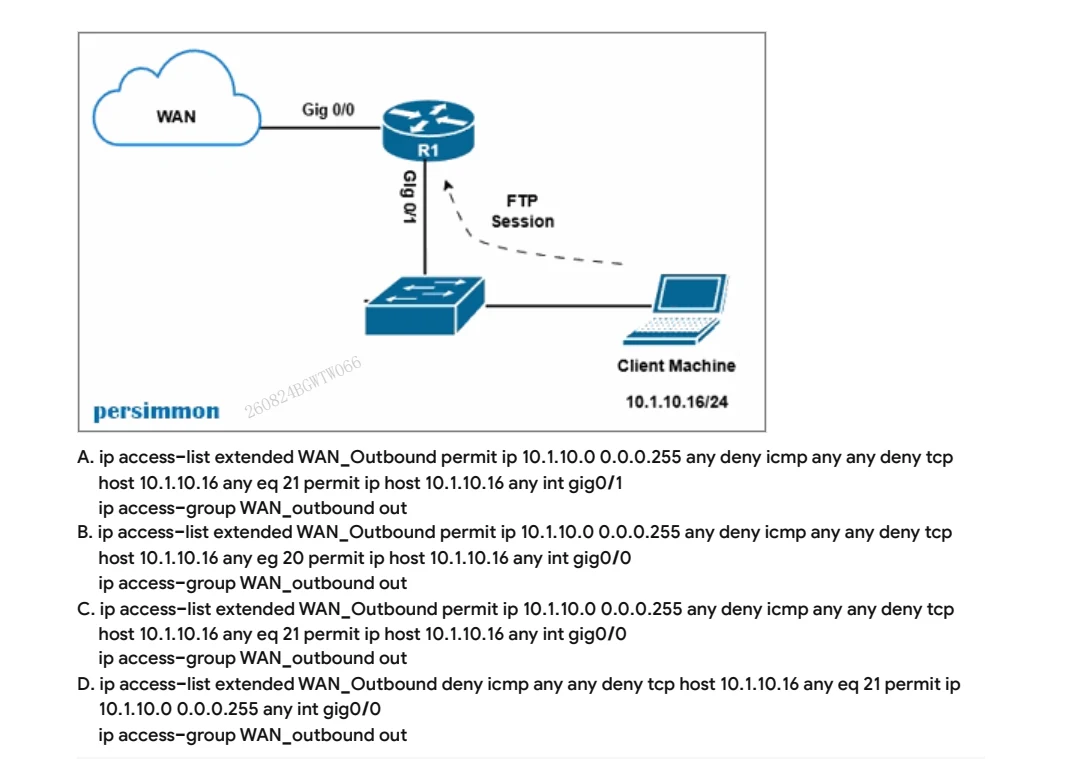 WAN
Gig 0/0
R1
Gig 0/1
FTP
Session
Client Machine
10.1.10.16/24
260824BGWTW066
persimmon
A. ip access-list extended WAN_Outbound permit ip 10.1.10.0 0.0.0.255 any deny icmp any any deny tcp
host 10.1.10.16 any eq 21 permit ip host 10.1.10.16 any int gig0/1
ip access-group WAN_outbound out
B. ip access-list extended WAN_Outbound permit ip 10.1.10.0 0.0.0.255 any deny icmp any any deny tcp
host 10.1.10.16 any eg 20 permit ip host 10.1.10.16 any int gig0/0
ip access-group WAN_outbound out
C. ip access-list extended WAN_Outbound permit ip 10.1.10.0 0.0.0.255 any deny icmp any any deny tcp
host 10.1.10.16 any eq 21 permit ip host 10.1.10.16 any int gig0/0
ip access-group WAN_outbound out
D. ip access-list extended WAN_Outbound deny icmp any any deny tcp host 10.1.10.16 any eq 21 permit ip
10.1.10.0 0.0.0.255 any int gig0/0
ip access-group WAN_outbound out